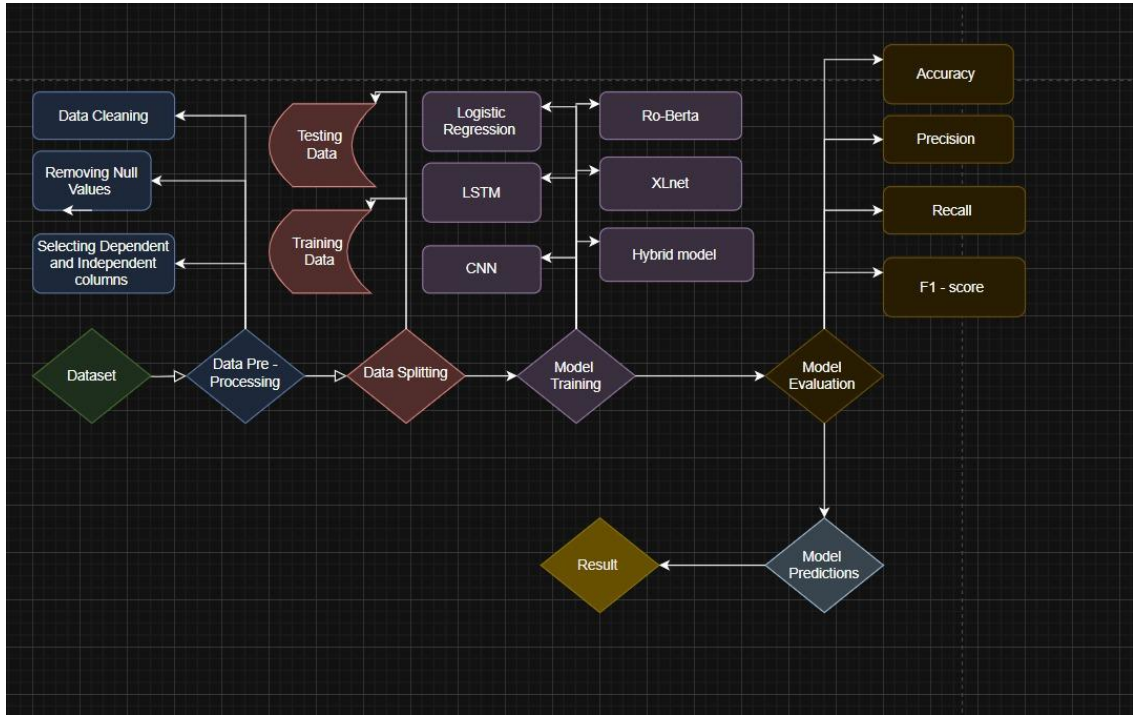 Data Cleaning
Removing Null
Values
Selecting Dependent
and Independent
columns
Testing
Data
Training
Data
Logistic
Regression
LSTM
CNN
Ro-Berta
XLnet
Hybrid model
Accuracy
Precision
Recall
F1 - score
Dataset
Data Pre -
Processing
Data Splitting
Model
Training
Model
Evaluation
Result
Model
Predictions